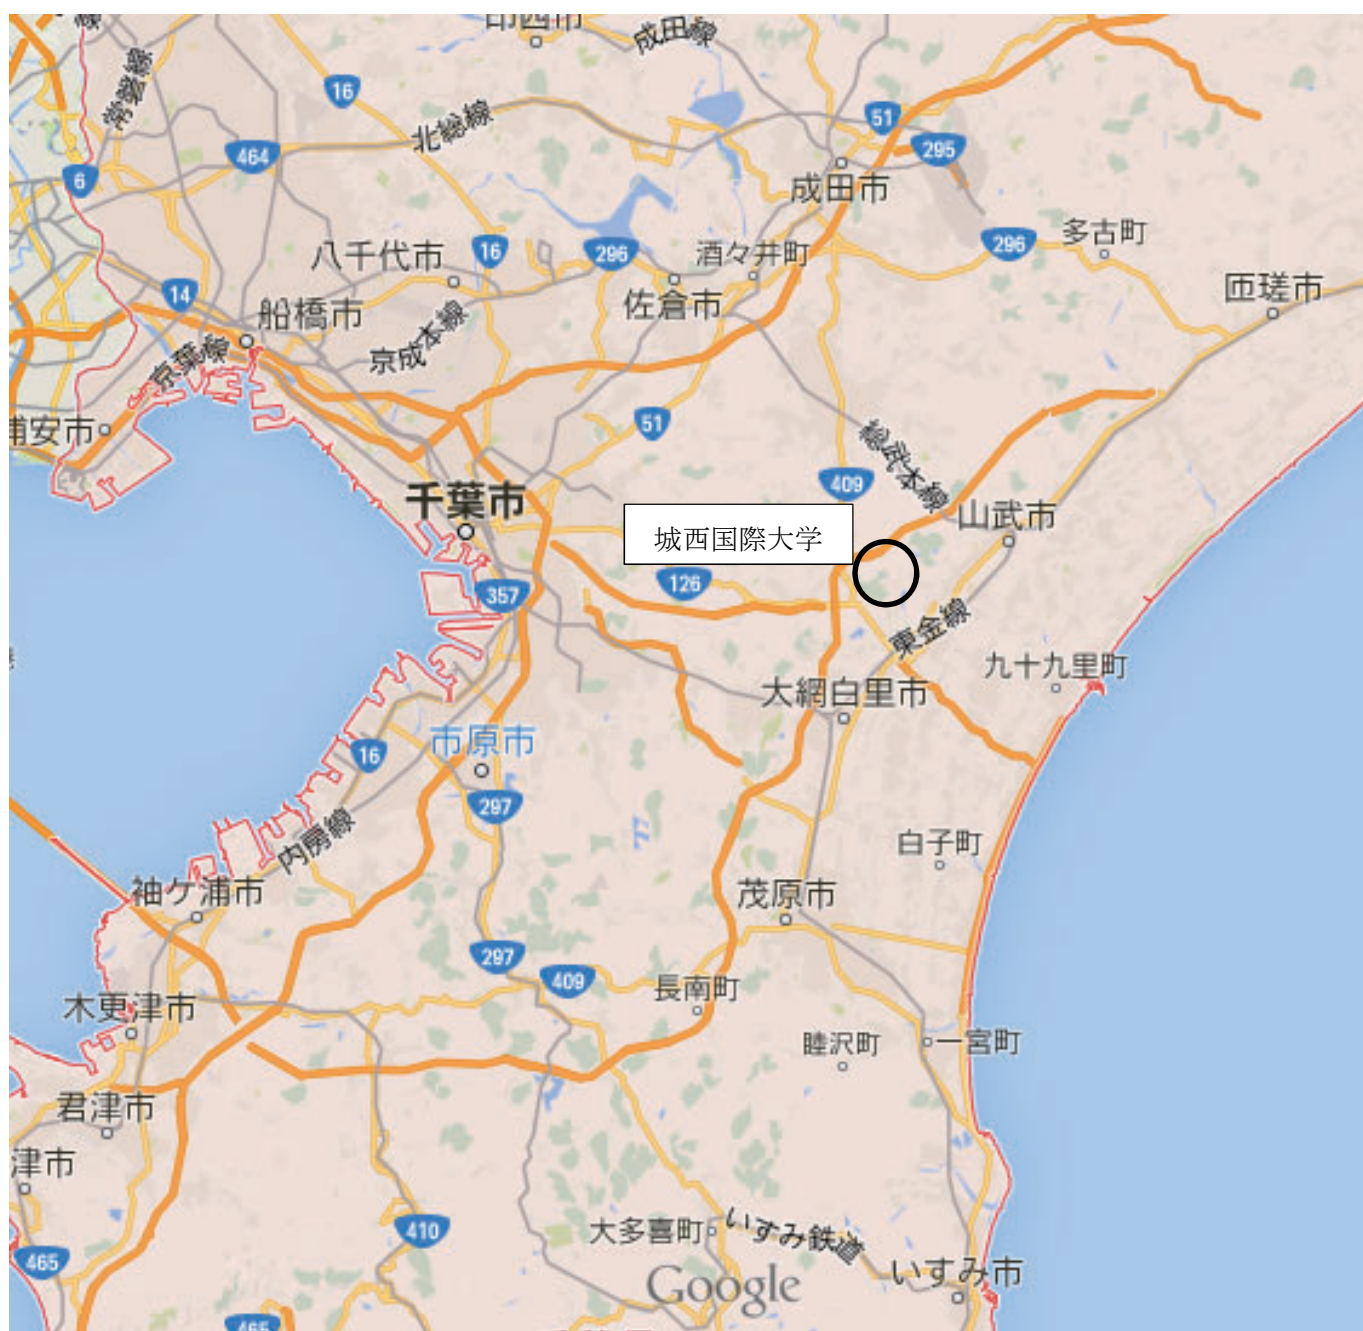 印西市
成田線
常磐線
16
51
北総線
464
295
6
成田市
多古町
296
16
296
酒々井町
八千代市
匝瑳市
14
佐倉市
船橋市
京成本線
京葉線
51
浦安市
総武本線
409
千葉市
山武市
城西国際大学
126
357
東金線
九十九里町
大網白里市
市原市
16
297
内房線
白子町
袖ケ浦市
茂原市
297
409
長南町
木更津市
睦沢町
一宮町
君津市
津市
410
大多喜町
いすみ鉄道
465
いすみ市
Google
465